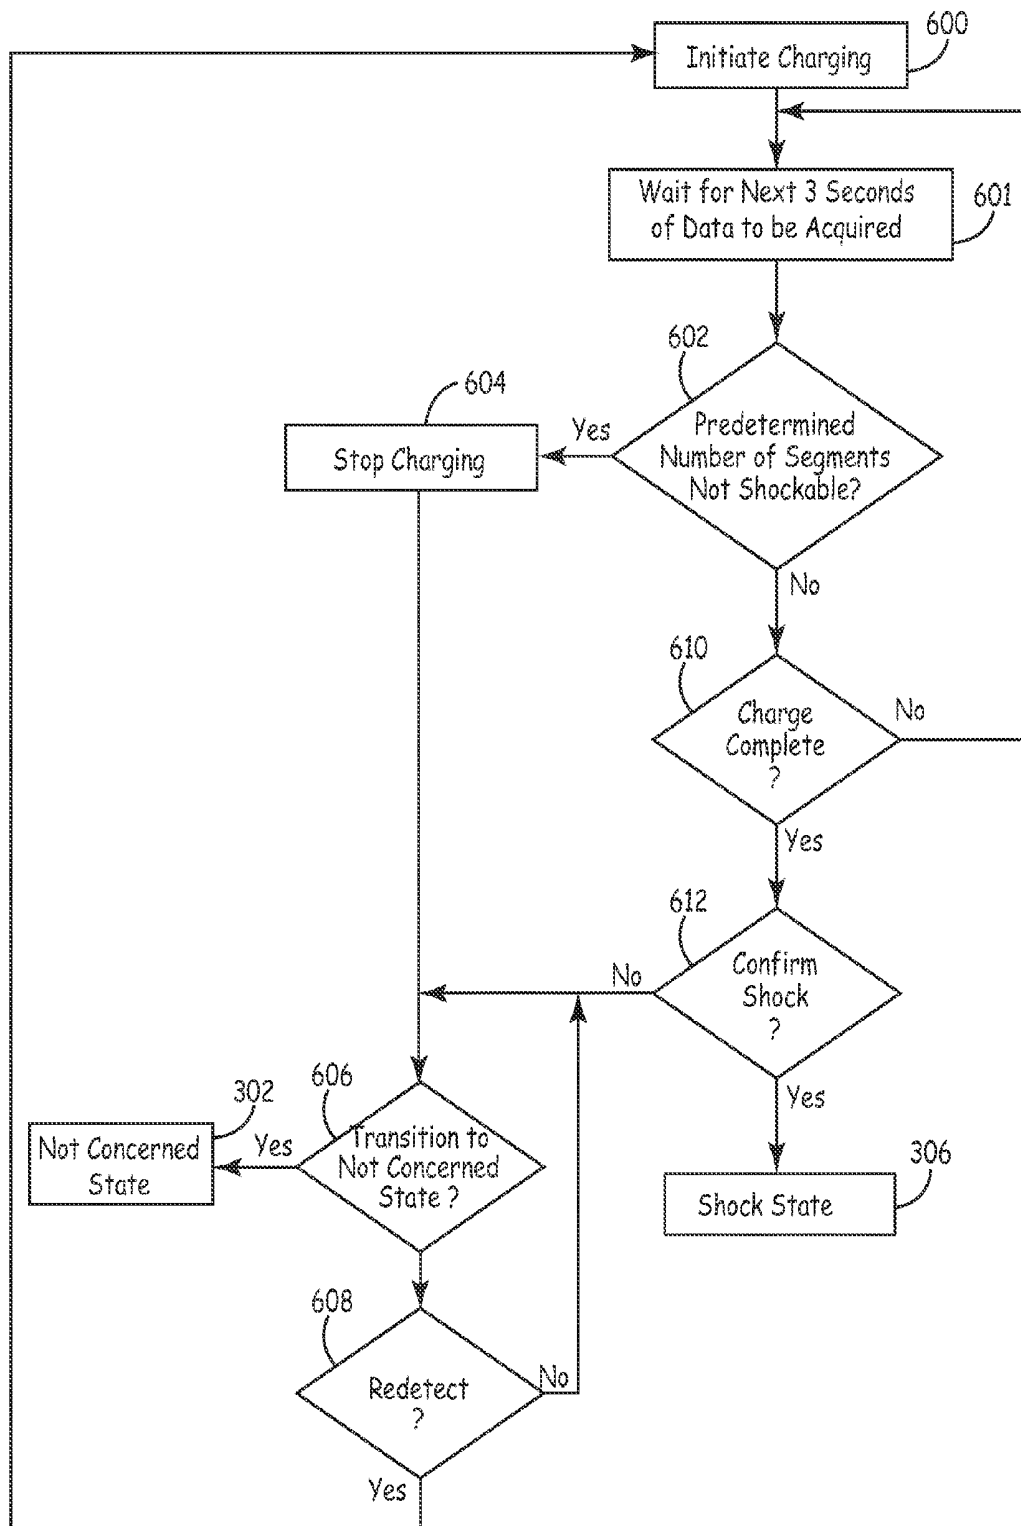 600
Initiate Charging
Wait for Next 3 Seconds
of Data to be Acquired
601
602
604
Predetermined
Number of Segments
Not Shockable?
Yes
Stop Charging
No
610
Charge
Complete
?
No
Yes
612
Confirm
Shock
?
No
Yes
606
302
Transition to
Not Concerned
State ?
Yes
Not Concerned
State
306
Shock State
608
Redetect
?
No
Yes